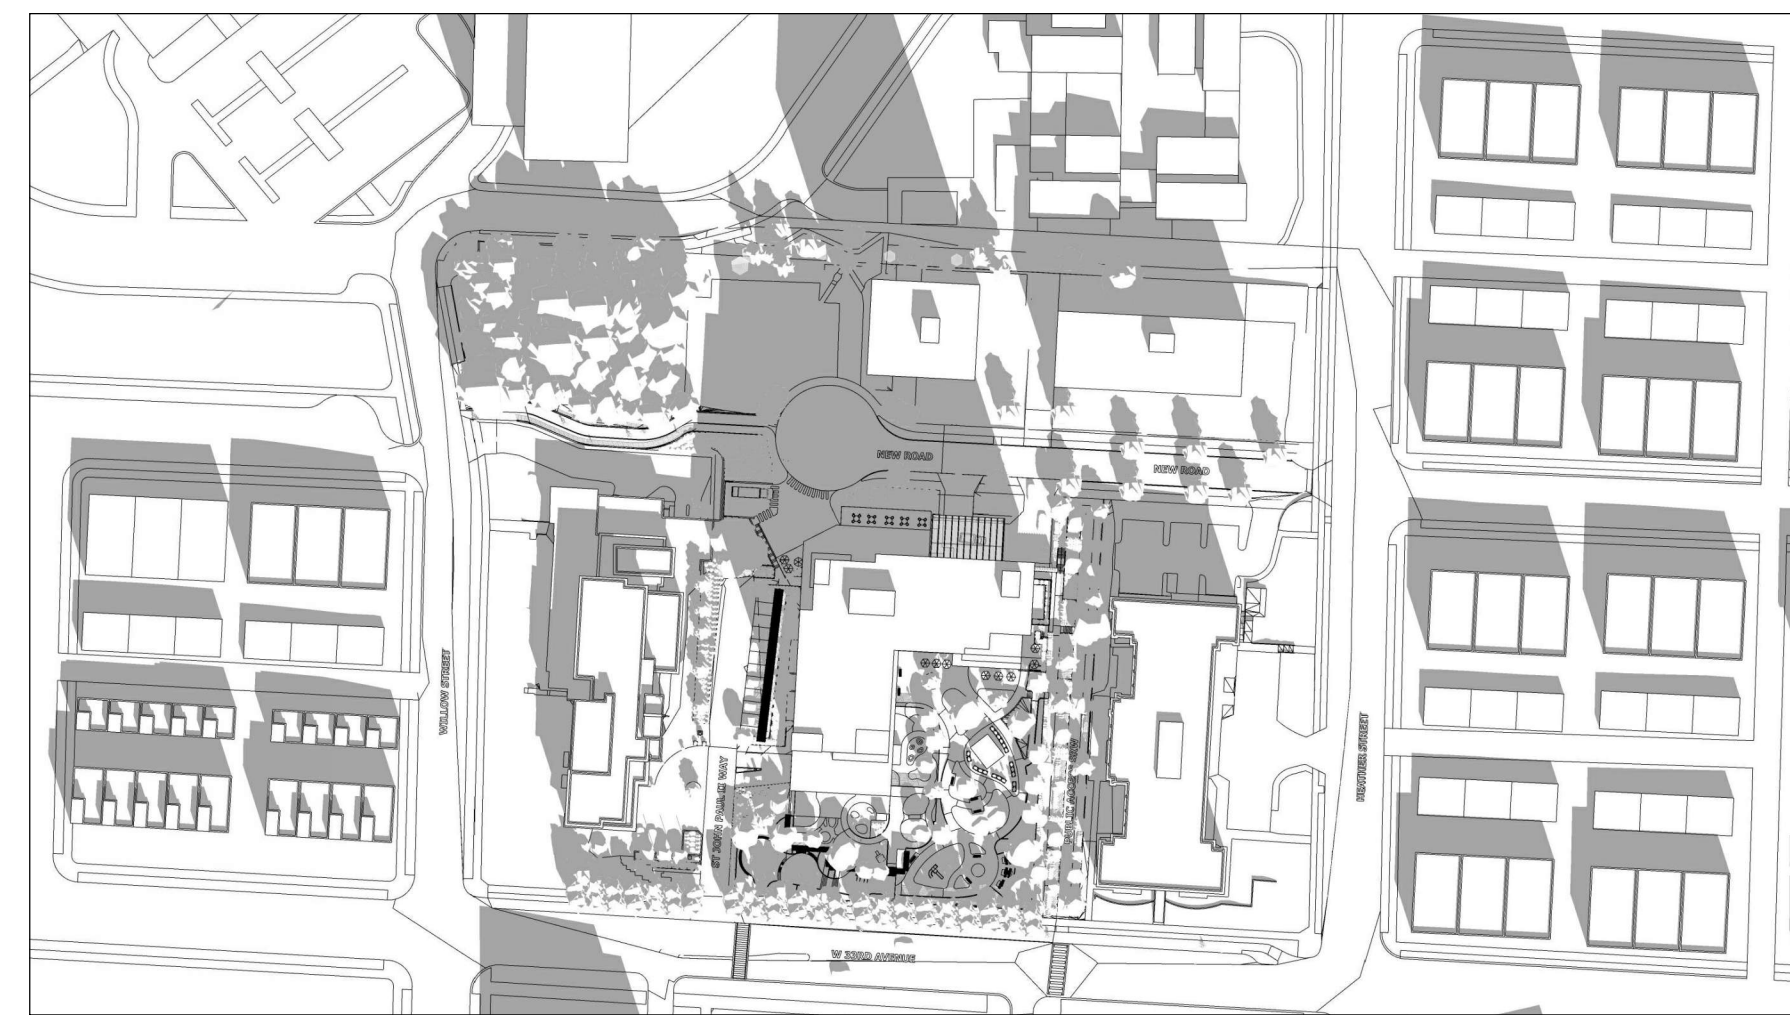 NEW ROAD
NEW ROAD
WILLOW STREET
ST JOHN PAUL II WAY
PUBLIC ACCESS SRW
HEATHER STREET
W 33RD AVENUE